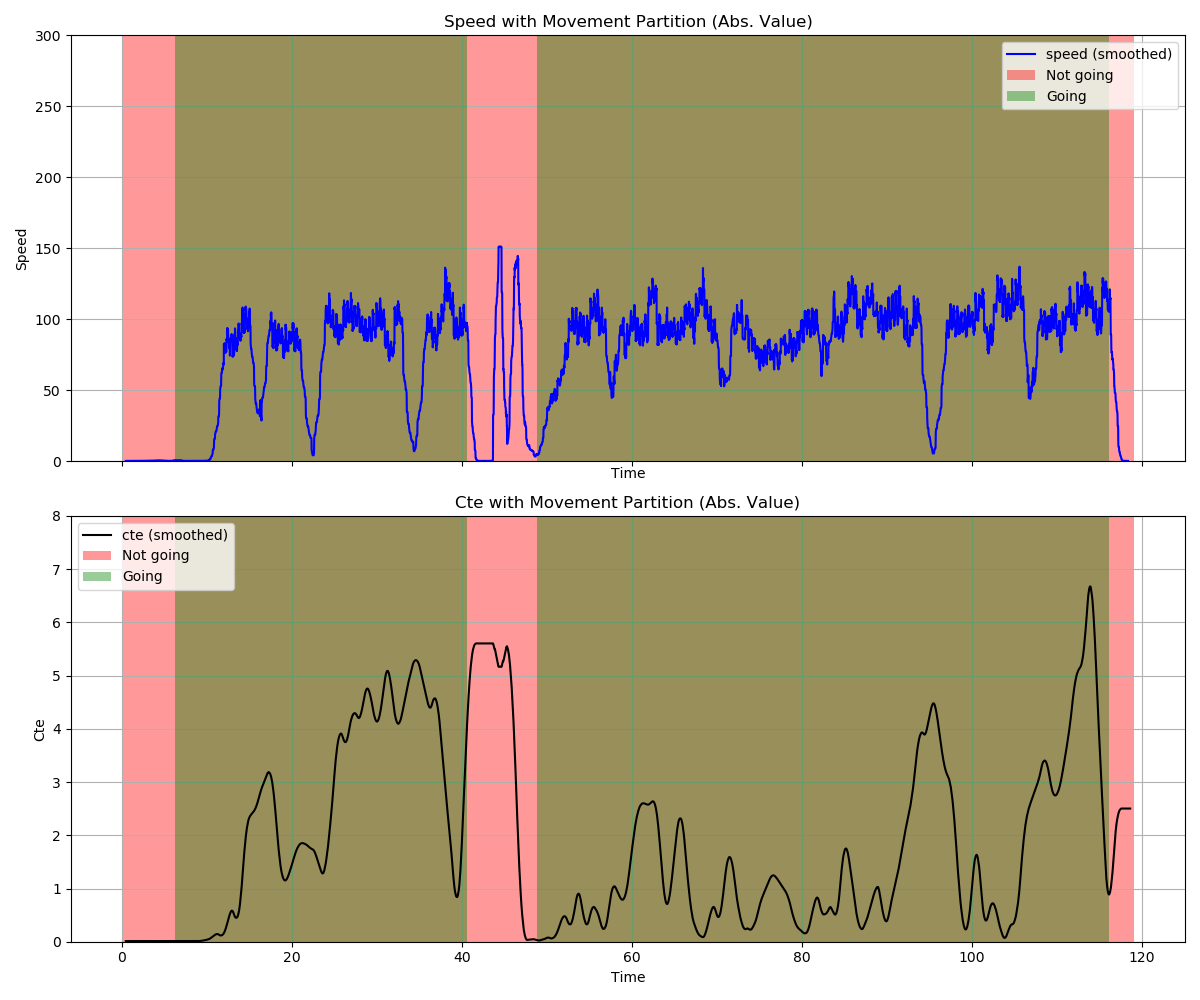 Speed with Movement Partition (Abs. Value)
300
250
200
150
100
50
0
Speed
speed (smoothed)
Not going
Going
Time
Cte with Movement Partition (Abs. Value)
8
7
6
5
4
3
2
1
0
Cte
cte (smoothed)
Not going
Going
0 20 40 60 80 100 120
Time